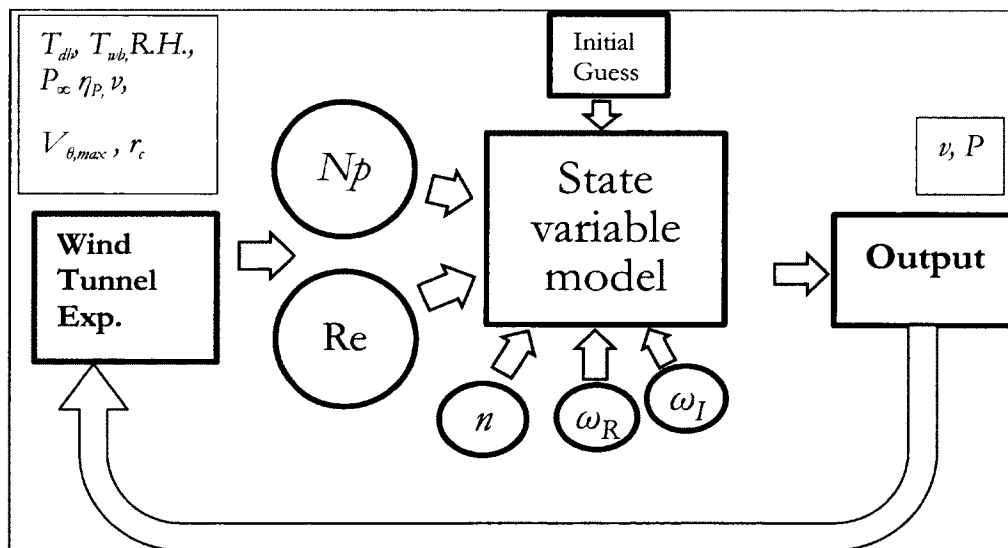 T_db, T_wb, R.H.,
P_∞ η_P, ν,
V_θ,max , r_c
Initial
Guess
Np
State
variable
model
ν, P
Wind
Tunnel
Exp.
Re
Output
n
ω_R
ω_I